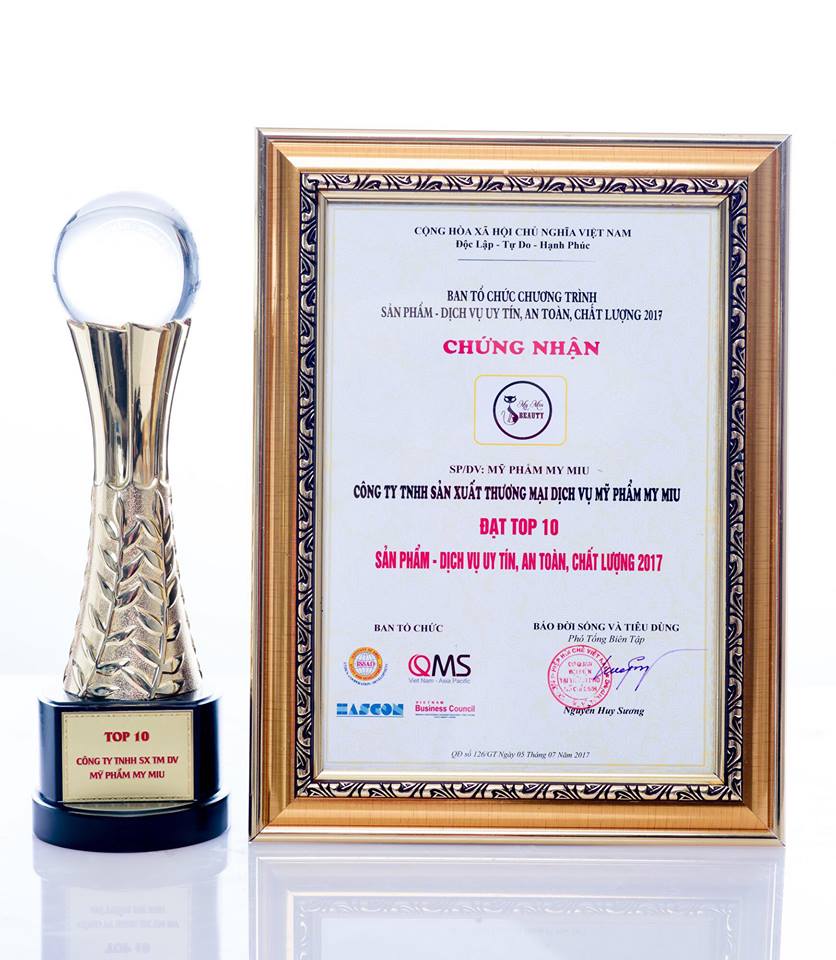 CỘNG HÒA XÃ HỘI CHỦ NGHĨA VIỆT NAM
Độc Lập - Tự Do - Hạnh Phúc
BAN TỔ CHỨC CHƯƠNG TRÌNH
SẢN PHẨM - DỊCH VỤ UY TÍN, AN TOÀN, CHẤT LƯỢNG 2017
CHỨNG NHẬN
My Miu
BEAUTY
SP/DV: MỸ PHẨM MY MIU
CÔNG TY TNHH SẢN XUẤT THƯƠNG MẠI DỊCH VỤ MỸ PHẨM MY MIU
ĐẠT TOP 10
SẢN PHẨM - DỊCH VỤ UY TÍN, AN TOÀN, CHẤT LƯỢNG 2017
BAN TỔ CHỨC
ISSAD
QMS
Viet Nam - Asia Pacific
MASCON
VIETNAM
Business Council
BÁO ĐỜI SỐNG VÀ TIÊU DÙNG
Phó Tổng Biên Tập
Nguyễn Huy Sương
QĐ số 126/GT Ngày 05 Tháng 07 Năm 2017
TOP 10
CÔNG TY TNHH SX TM DV
MỸ PHẨM MY MIU